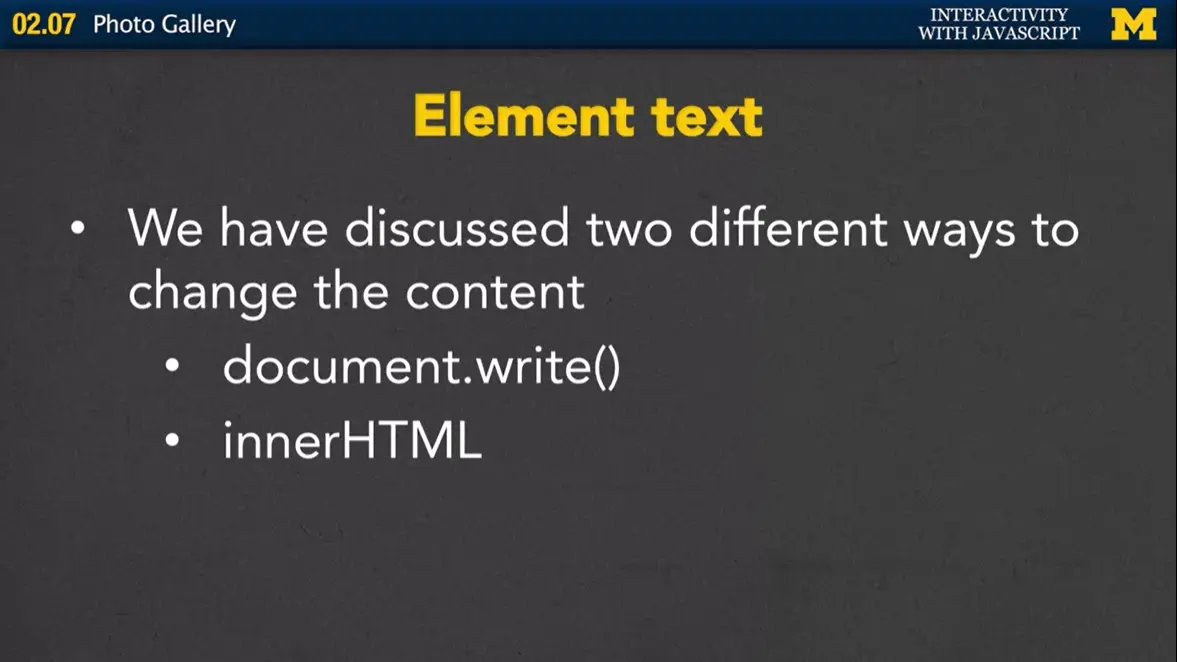 02.07 Photo Gallery
INTERACTIVITY
WITH JAVASCRIPT
M
Element text
• We have discussed two different ways to
change the content
• document.write()
• innerHTML